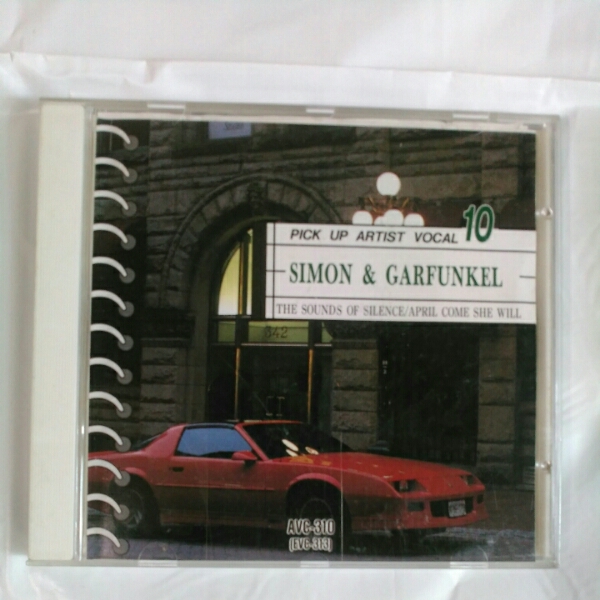 PICK UP ARTIST VOCAL 10
SIMON & GARFUNKEL
THE SOUNDS OF SILENCE/APRIL COME SHE WILL
342
AVC-310
(EVC-313)